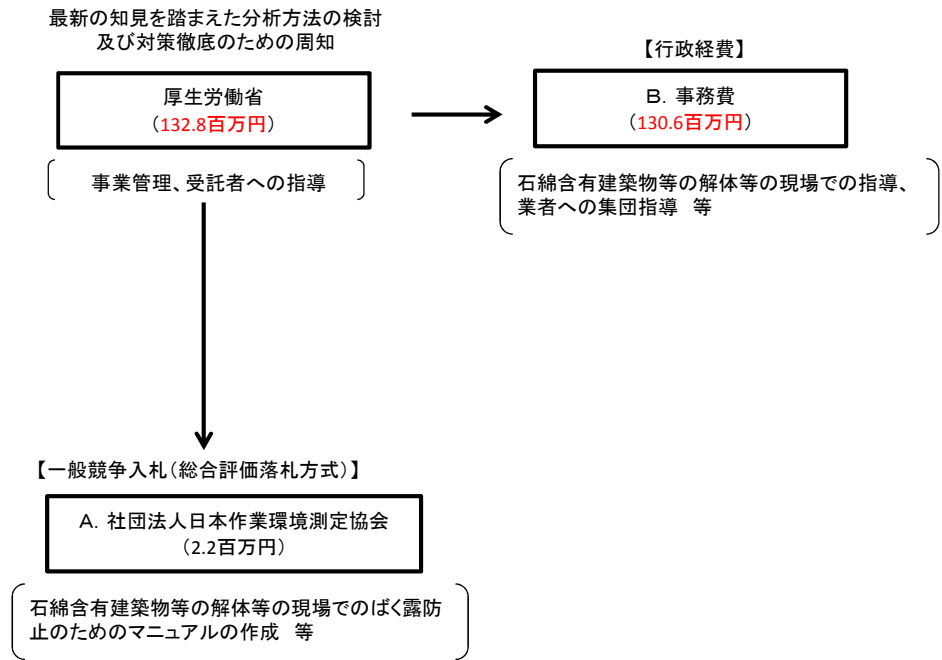 最新の知見を踏まえた分析方法の検討
及び対策徹底のための周知
厚生労働省
（132.8百万円）
事業管理、受託者への指導
【行政経費】
Ｂ．事務費
（130.6百万円）
石綿含有建築物等の解体等の現場での指導、
業者への集団指導　等
【一般競争入札（総合評価落札方式）】
Ａ．社団法人日本作業環境測定協会
（2.2百万円）
石綿含有建築物等の解体等の現場でのばく露防
止のためのマニュアルの作成　等